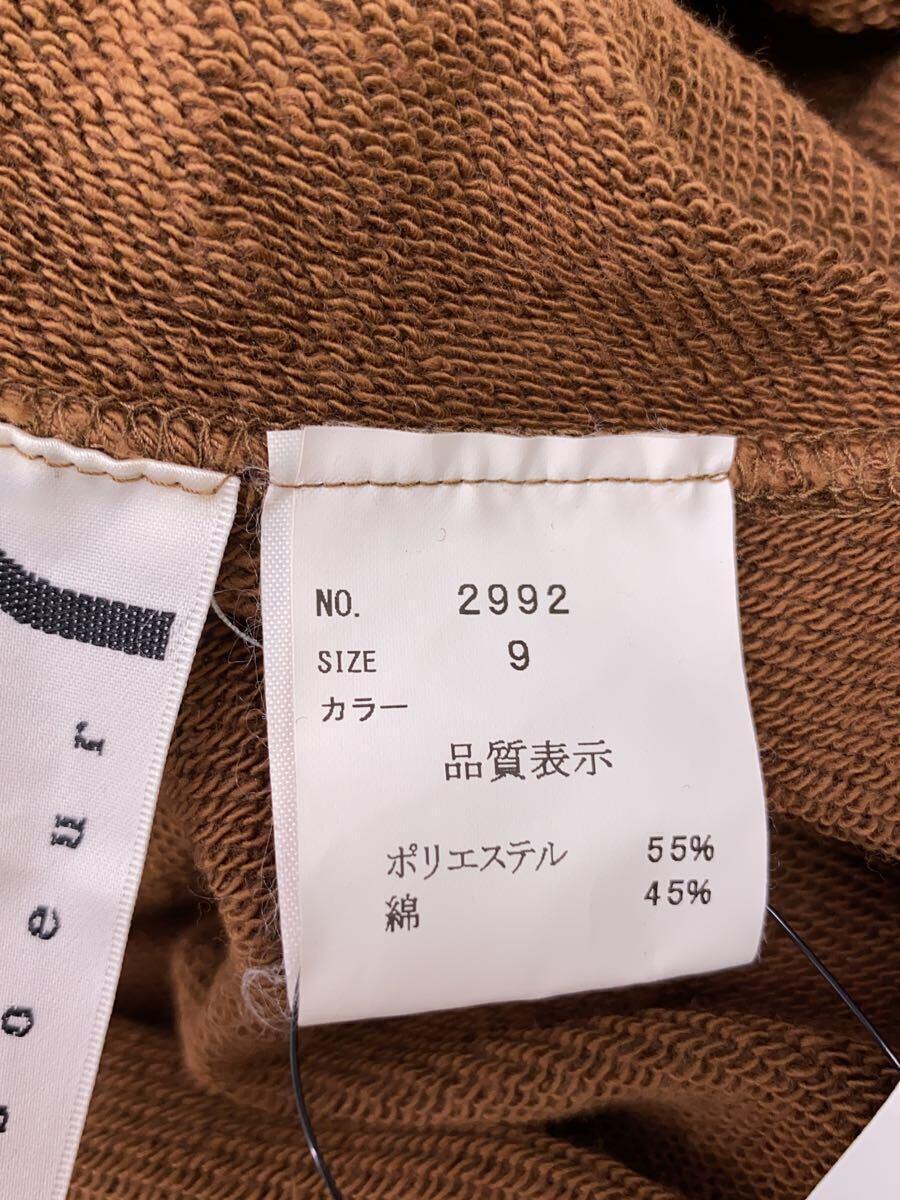 NO. 2992
SIZE 9
カラー
品質表示
ポリエステル 55%
綿 45%
oeur